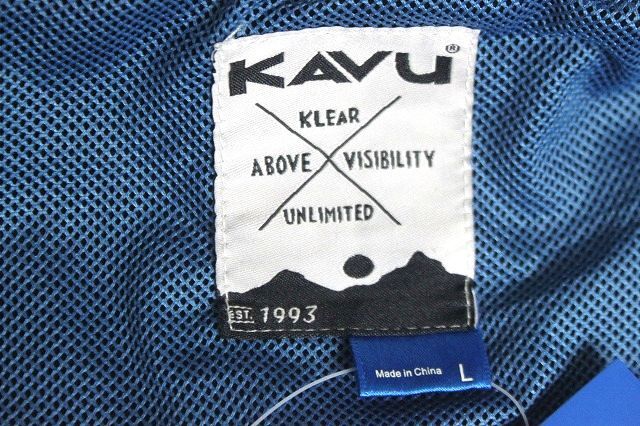 KAVU®
KLEAR
ABOVE VISIBILITY
UNLIMITED
EST. 1993
Made in China L